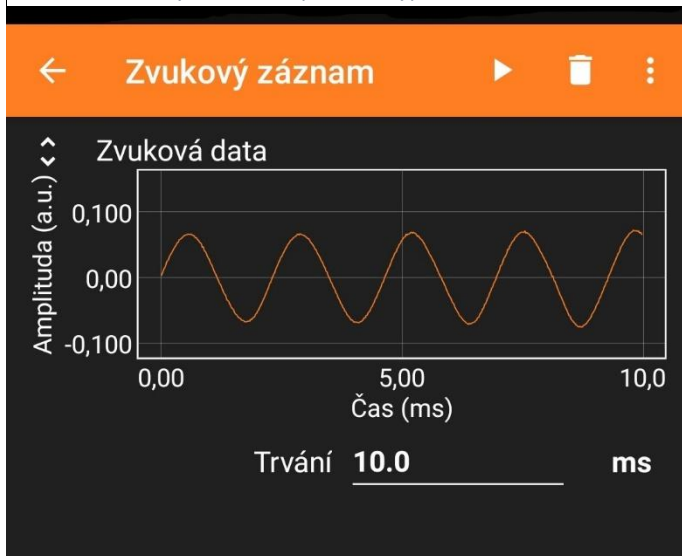 Zvukový záznam
Zvuková data
Amplituda (a.u.)
0,100
0,00
-0,100
0,00 5,00 10,0
Čas (ms)
Trvání 10.0 ms